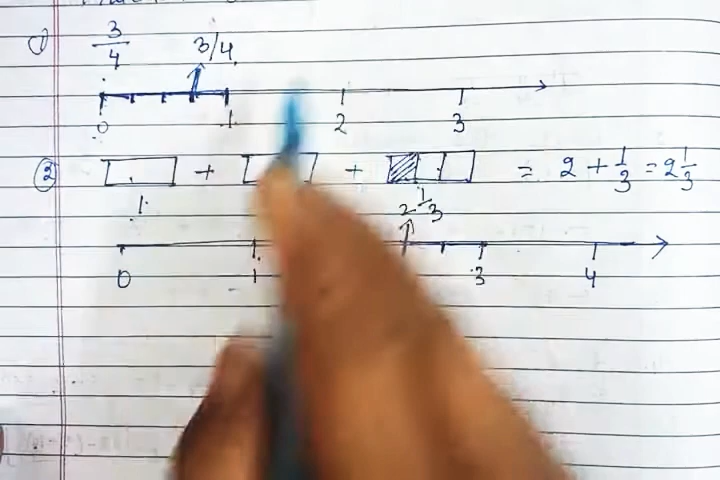 1) 3/4 3/4
0 1 2 3
2) + + = 2 + 1/3 = 2 1/3
1
2 1/3
0 1 3 4